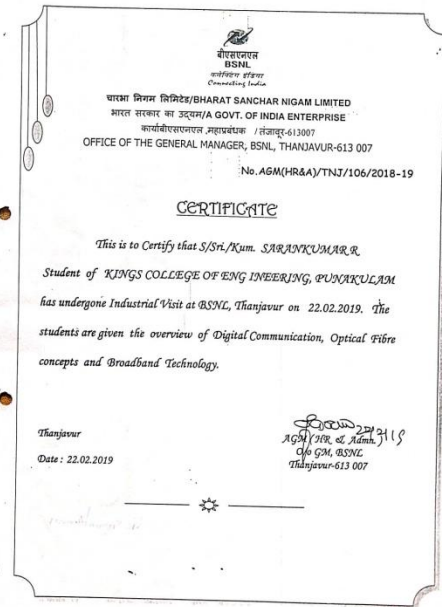 बीएसएनएल
BSNL
कनेक्टिंग इंडिया
Connecting India
चारभा निगम लिमिटेड/BHARAT SANCHAR NIGAM LIMITED
भारत सरकार का उद्यम/A GOVT. OF INDIA ENTERPRISE
कार्याबीएसएनएल ,महाप्रबंधक / तंजावूर-613007
OFFICE OF THE GENERAL MANAGER, BSNL, THANJAVUR-613 007
No.AGM(HR&A)/TNJ/106/2018-19
CERTIFICATE
This is to Certify that S/Sri./Kum. SARANKUMAR R
Student of KINGS COLLEGE OF ENG INEERING, PUNAKULAM
has undergone Industrial Visit at BSNL, Thanjavur on 22.02.2019. The
students are given the overview of Digital Communication, Optical Fibre
concepts and Broadband Technology.
Thanjavur
AGM (HR & Admn.)
Date : 22.02.2019
O/o GM, BSNL
Thanjavur-613 007